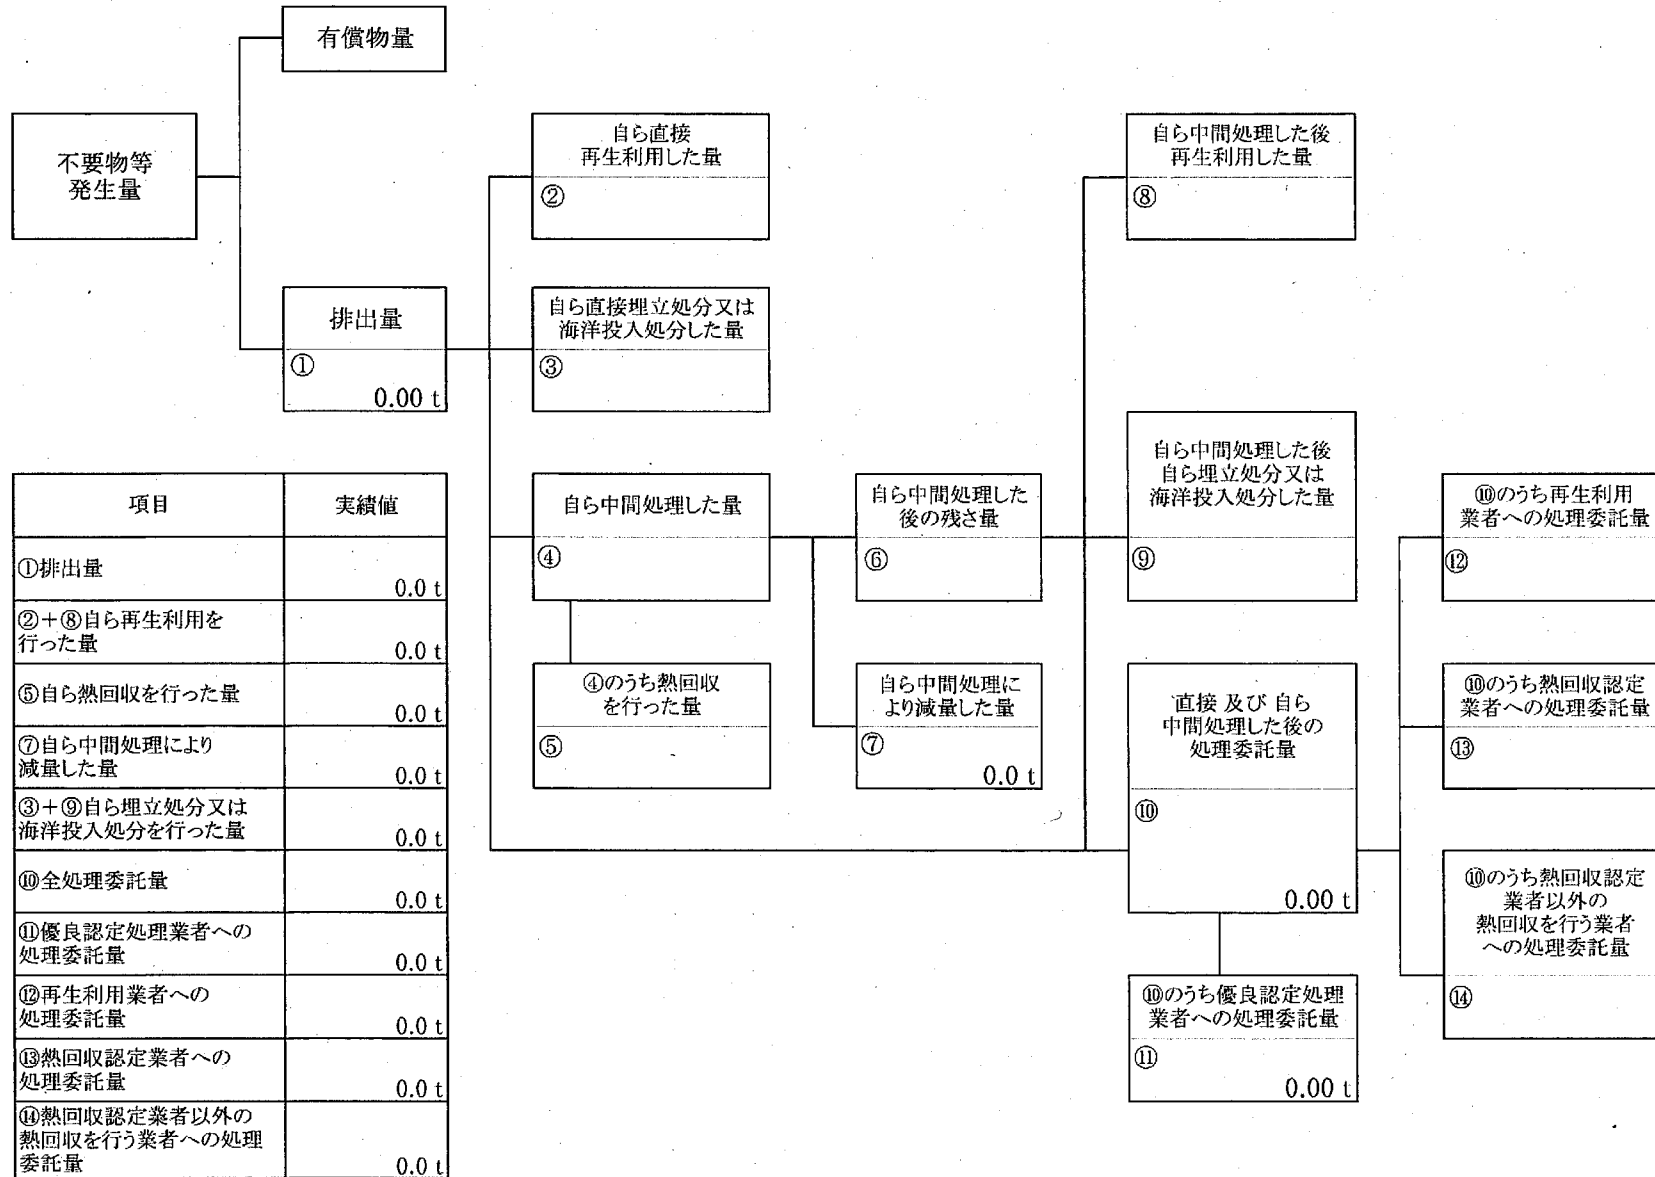 有償物量
不要物等
発生量
排出量
①
0.00 t
自ら直接
再生利用した量
②
自ら直接埋立処分又は
海洋投入処分した量
③
自ら中間処理した量
④
④のうち熱回収
を行った量
⑤
自ら中間処理した
後の残さ量
⑥
自ら中間処理に
より減量した量
⑦
0.0 t
自ら中間処理した後
再生利用した量
⑧
自ら中間処理した後
自ら埋立処分又は
海洋投入処分した量
⑨
直接 及び 自ら
中間処理した後の
処理委託量
⑩
0.00 t
⑩のうち優良認定処理
業者への処理委託量
⑪
0.00 t
⑩のうち再生利用
業者への処理委託量
⑫
⑩のうち熱回収認定
業者への処理委託量
⑬
⑩のうち熱回収認定
業者以外の
熱回収を行う業者
への処理委託量
⑭
項目 実績値
①排出量
0.0 t
②+⑧自ら再生利用を
行った量
0.0 t
⑤自ら熱回収を行った量
0.0 t
⑦自ら中間処理により
減量した量
0.0 t
③+⑨自ら埋立処分又は
海洋投入処分を行った量
0.0 t
⑩全処理委託量
0.0 t
⑪優良認定処理業者への
処理委託量
0.0 t
⑫再生利用業者への
処理委託量
0.0 t
⑬熱回収認定業者への
処理委託量
0.0 t
⑭熱回収認定業者以外の
熱回収を行う業者への処理
委託量
0.0 t